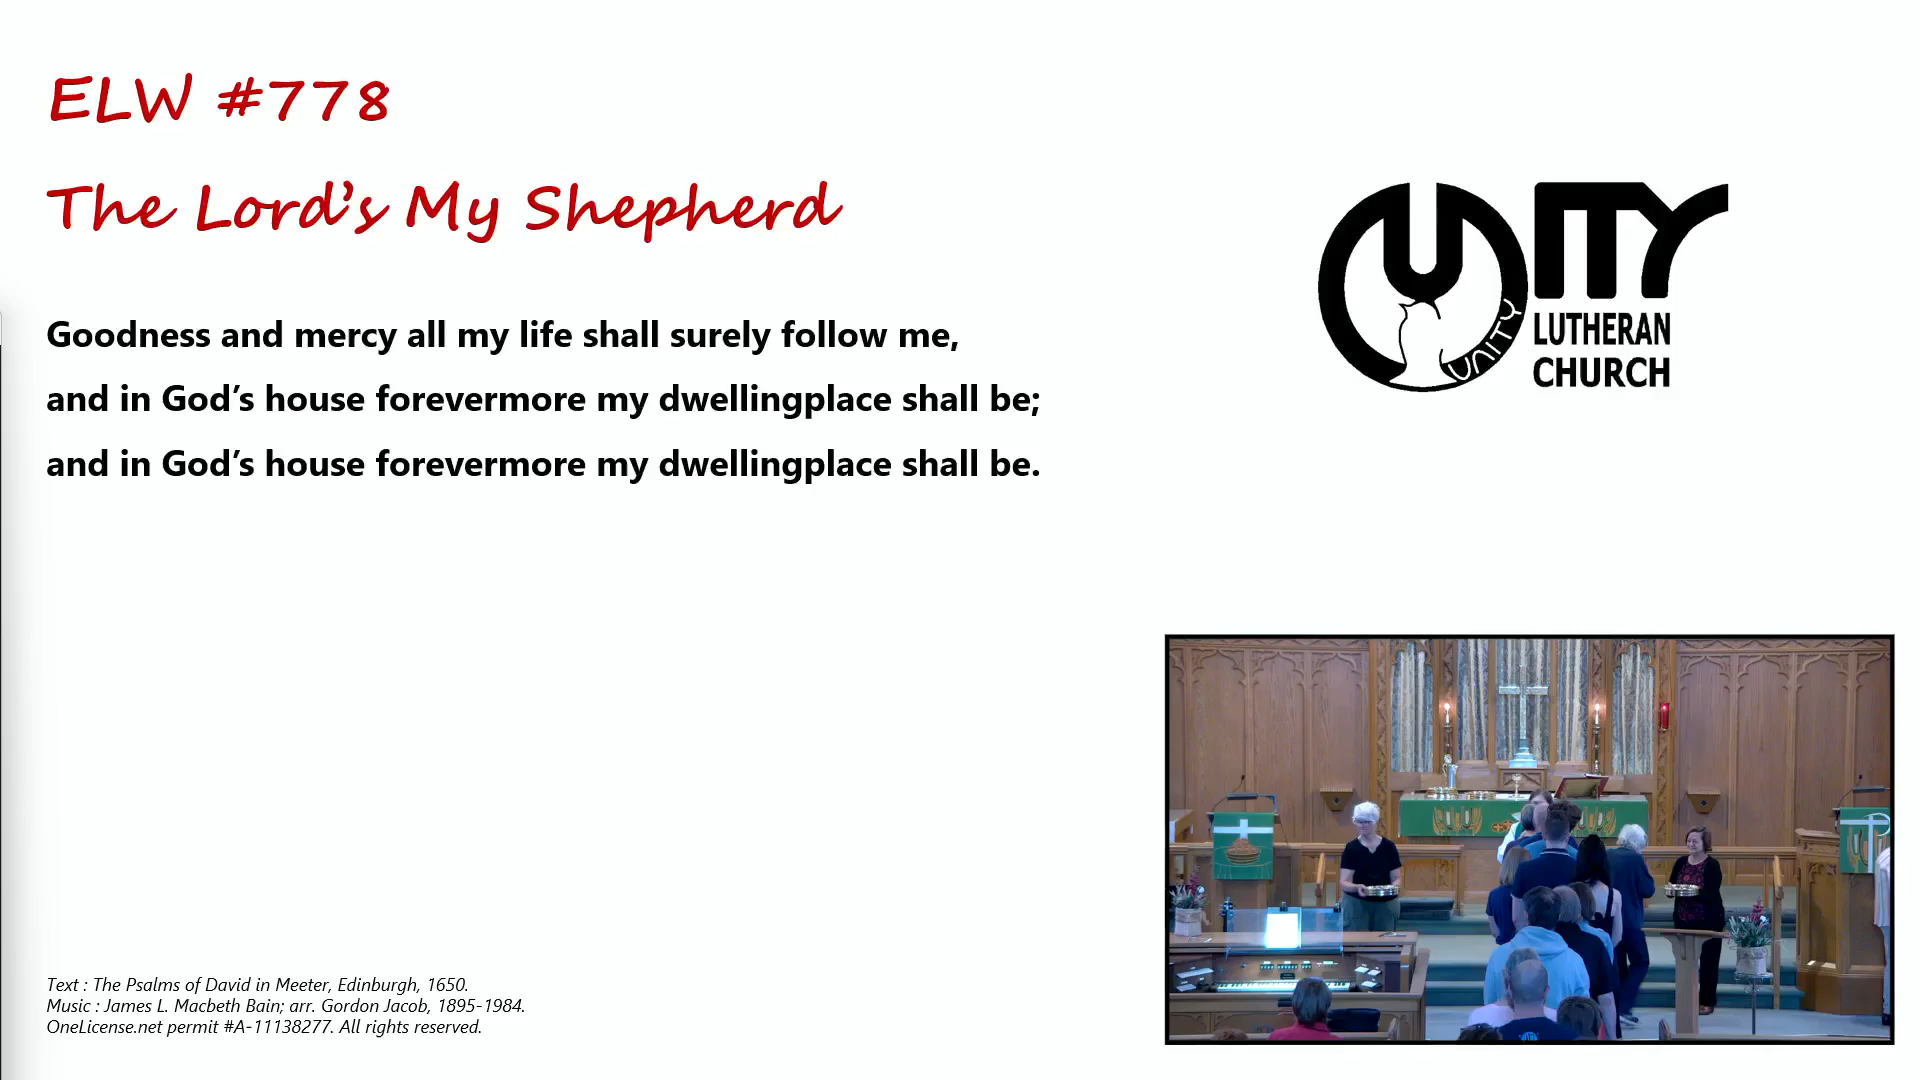 ELW #778
The Lord's My Shepherd
Goodness and mercy all my life shall surely follow me,
and in God's house forevermore my dwellingplace shall be;
and in God's house forevermore my dwellingplace shall be.
UNITY
UNITY
LUTHERAN
CHURCH
Text : The Psalms of David in Meeter, Edinburgh, 1650.
Music : James L. Macbeth Bain; arr. Gordon Jacob, 1895-1984.
OneLicense.net permit #A-11138277. All rights reserved.